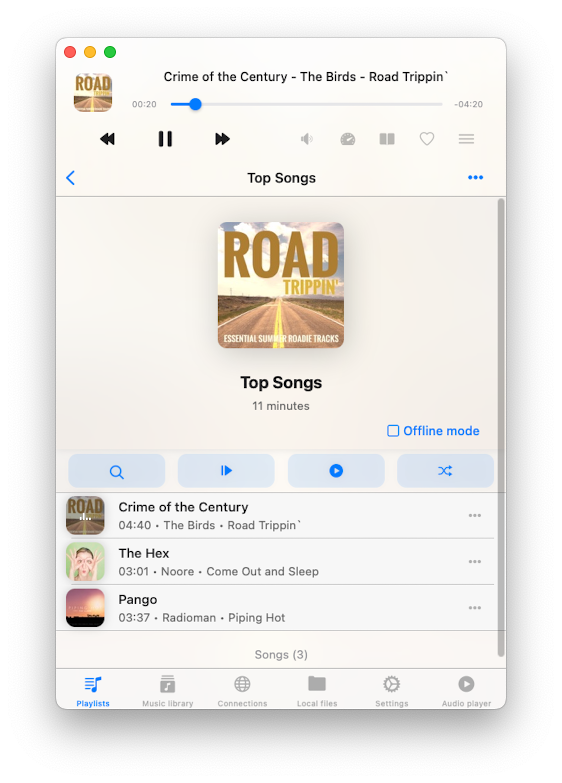 ROAD
Crime of the Century - The Birds - Road Trippin`
00:20
-04:20
Top Songs
ROAD
TRIPPIN'
ESSENTIAL SUMMER ROADIE TRACKS
Top Songs
11 minutes
Offline mode
ROAD
Crime of the Century
04:40 • The Birds • Road Trippin`
The Hex
03:01 • Noore • Come Out and Sleep
Pango
03:37 • Radioman • Piping Hot
Songs (3)
Playlists
Music library
Connections
Local files
Settings
Audio player